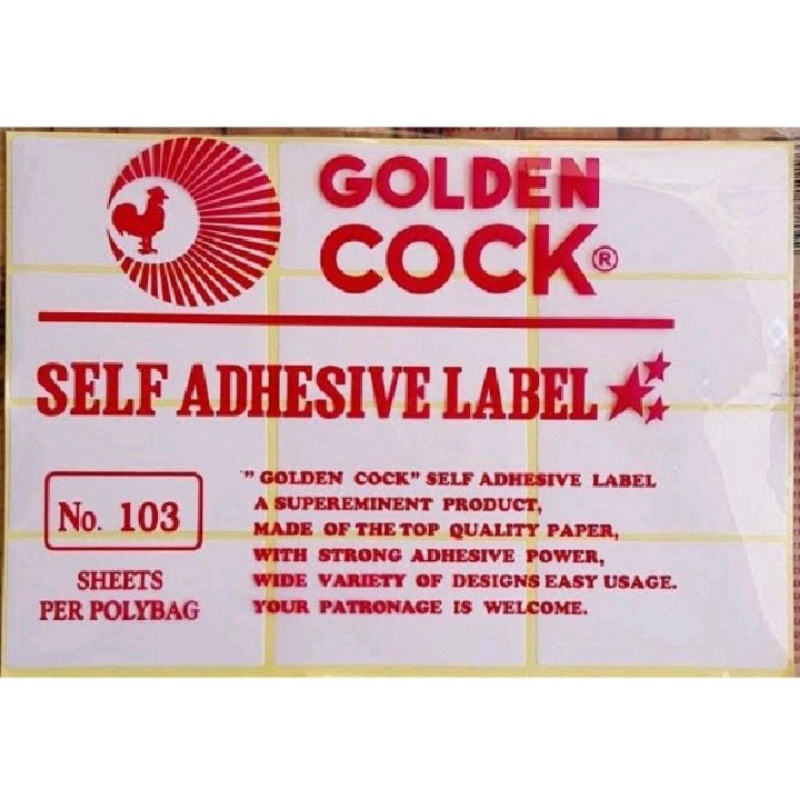 GOLDEN
COCK®
SELF ADHESIVE LABEL
No. 103
SHEETS
PER POLYBAG
" GOLDEN COCK" SELF ADHESIVE LABEL
A SUPEREMINENT PRODUCT,
MADE OF THE TOP QUALITY PAPER,
WITH STRONG ADHESIVE POWER,
WIDE VARIETY OF DESIGNS EASY USAGE.
YOUR PATRONAGE IS WELCOME.